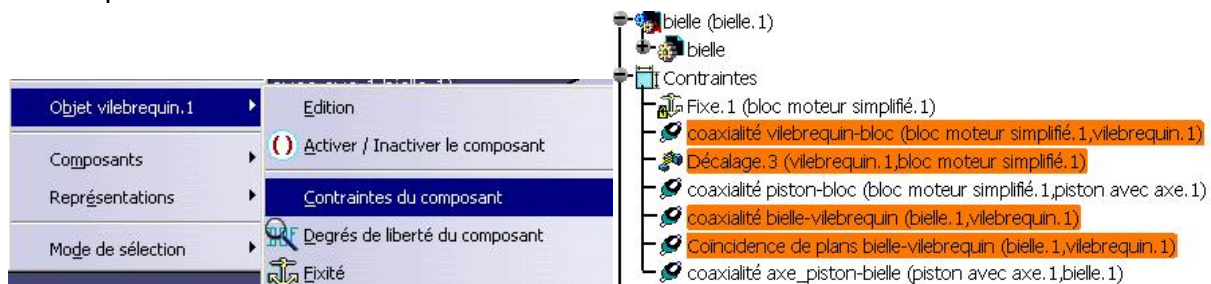 Objet vilebrequin.1
Composants
Représentations
Mode de sélection
Edition
Activer / Inactiver le composant
Contraintes du composant
Degrés de liberté du composant
Fixité
bielle (bielle.1)
bielle
Contraintes
Fixe.1 (bloc moteur simplifié.1)
coaxialité vilebrequin-bloc (bloc moteur simplifié.1,vilebrequin.1)
Décalage.3 (vilebrequin.1,bloc moteur simplifié.1)
coaxialité piston-bloc (bloc moteur simplifié.1,piston avec axe.1)
coaxialité bielle-vilebrequin (bielle.1,vilebrequin.1)
Coïncidence de plans bielle-vilebrequin (bielle.1,vilebrequin.1)
coaxialité axe_piston-bielle (piston avec axe.1,bielle.1)